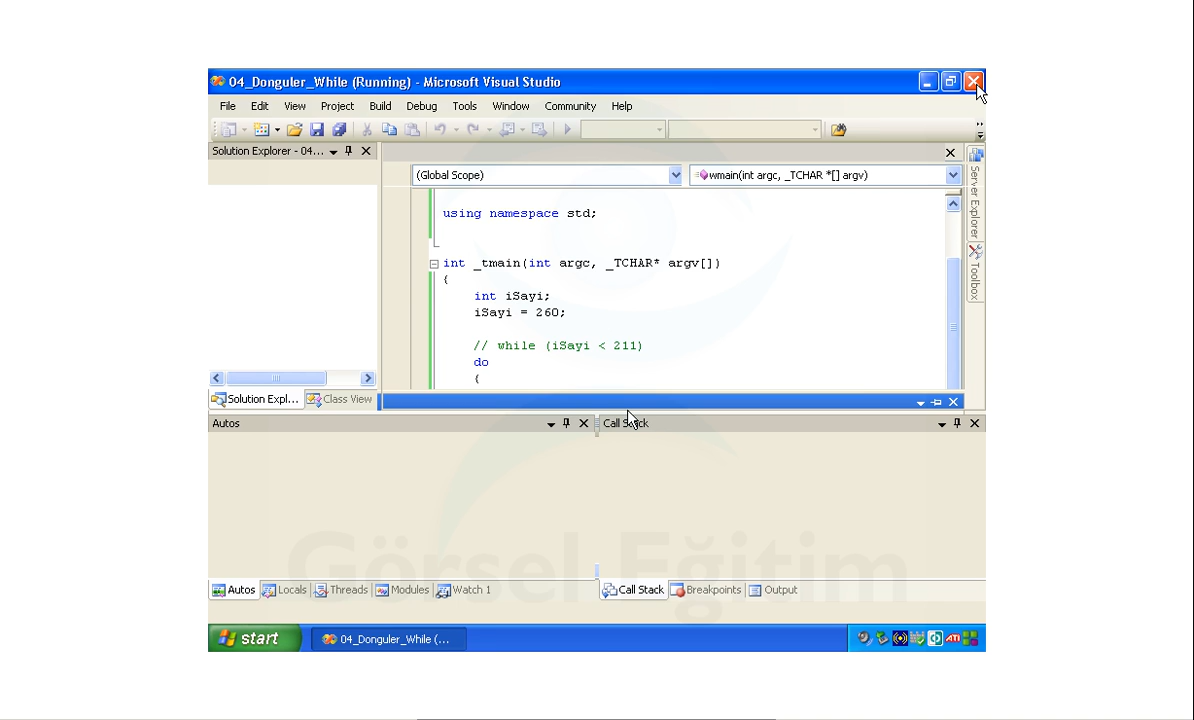 04_Donguler_While (Running) - Microsoft Visual Studio
File Edit View Project Build Debug Tools Window Community Help
Solution Explorer - 04...
(Global Scope)
wmain(int argc, _TCHAR *[] argv)
using namespace std;
int _tmain(int argc, _TCHAR* argv[])
{
int iSayi;
iSayi = 260;
// while (iSayi < 211)
do
{
Server Explorer
Toolbox
Solution Expl...
Class View
Autos
Call Stack
Görsel Eğitim
Autos Locals Threads Modules Watch 1
Call Stack Breakpoints Output
start
04_Donguler_While (...
ATI